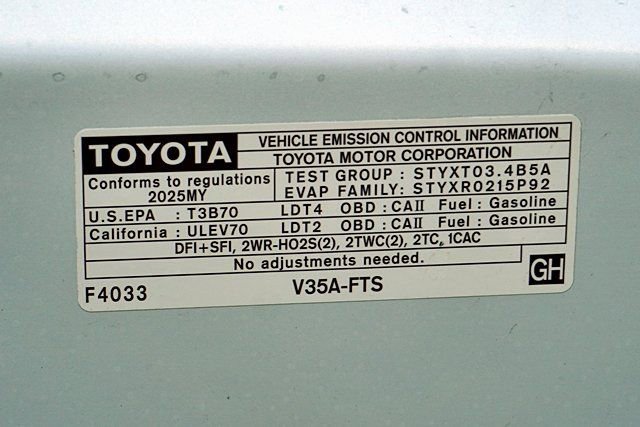 TOYOTA
VEHICLE EMISSION CONTROL INFORMATION
TOYOTA MOTOR CORPORATION
Conforms to regulations
2025MY
TEST GROUP : STYXT03.4B5A
EVAP FAMILY: STYXR0215P92
U.S.EPA : T3B70 LDT4 OBD : CAII Fuel : Gasoline
California : ULEV70 LDT2 OBD : CAII Fuel : Gasoline
DFI+SFI, 2WR-HO2S(2), 2TWC(2), 2TC, 1CAC
No adjustments needed.
F4033 V35A-FTS GH